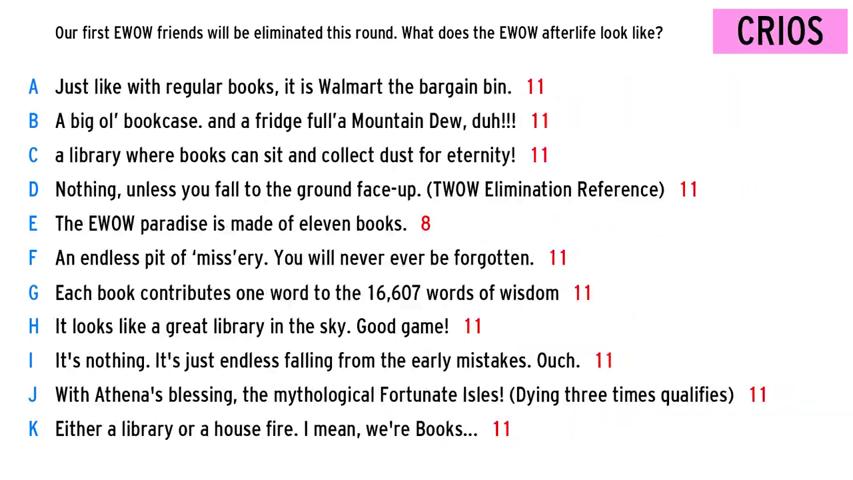 Our first EWOW friends will be eliminated this round. What does the EWOW afterlife look like?
CRIOS
A Just like with regular books, it is Walmart the bargain bin. 11
B A big ol’ bookcase. and a fridge full’a Mountain Dew, duh!!! 11
C a library where books can sit and collect dust for eternity! 11
D Nothing, unless you fall to the ground face-up. (TWOW Elimination Reference) 11
E The EWOW paradise is made of eleven books. 8
F An endless pit of ‘miss’ery. You will never ever be forgotten. 11
G Each book contributes one word to the 16,607 words of wisdom 11
H It looks like a great library in the sky. Good game! 11
I It's nothing. It's just endless falling from the early mistakes. Ouch. 11
J With Athena's blessing, the mythological Fortunate Isles! (Dying three times qualifies) 11
K Either a library or a house fire. I mean, we're Books... 11